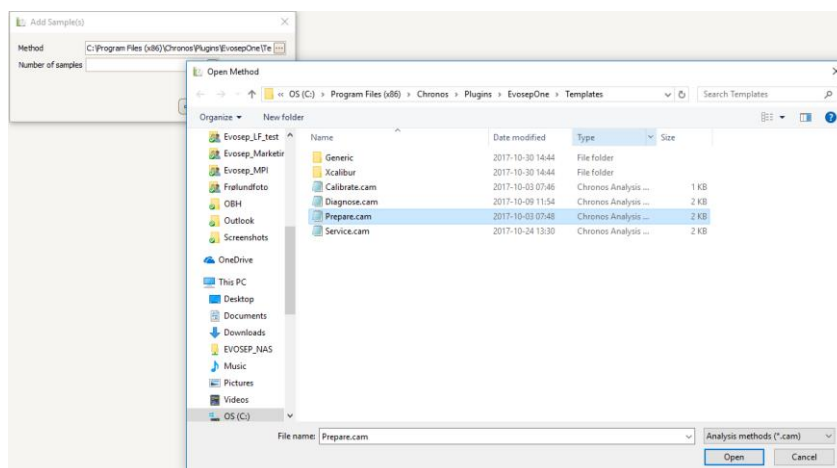 Add Sample(s)
Method C:\Program Files (x86)\Chronos\Plugins\EvosepOne\Te ...
Number of samples
Open Method
« OS (C:) › Program Files (x86) › Chronos › Plugins › EvosepOne › Templates
Search Templates
Organize New folder
Name Date modified Type Size
Evosep_LF_test
Evosep_Marketin
Evosep_MPI
Frølundfoto
OBH
Outlook
Screenshots
OneDrive
This PC
Desktop
Documents
Downloads
EVOSEP_NAS
Music
Pictures
Videos
OS (C:)
Generic 2017-10-30 14:44 File folder
Xcalibur 2017-10-30 14:44 File folder
Calibrate.cam 2017-10-03 07:46 Chronos Analysis ... 1 KB
Diagnose.cam 2017-10-09 11:54 Chronos Analysis ... 2 KB
Prepare.cam 2017-10-03 07:48 Chronos Analysis ... 2 KB
Service.cam 2017-10-24 13:30 Chronos Analysis ... 2 KB
File name: Prepare.cam
Analysis methods (*.cam)
Open Cancel